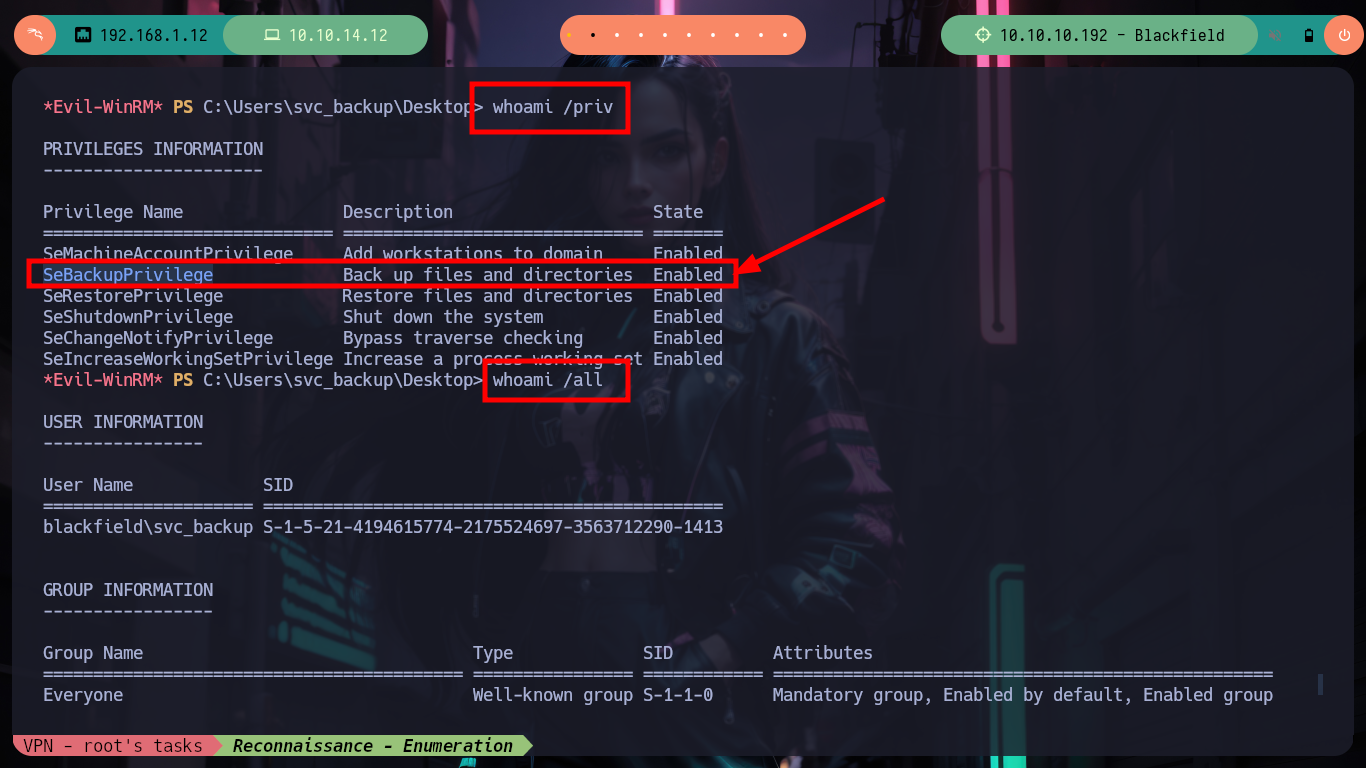 192.168.1.12 10.10.14.12 10.10.10.192 - Blackfield
*Evil-WinRM* PS C:\Users\svc_backup\Desktop> whoami /priv
PRIVILEGES INFORMATION
----------------------
Privilege Name                Description                    State
============================= ============================== =======
SeMachineAccountPrivilege     Add workstations to domain     Enabled
SeBackupPrivilege             Back up files and directories  Enabled
SeRestorePrivilege            Restore files and directories  Enabled
SeShutdownPrivilege           Shut down the system           Enabled
SeChangeNotifyPrivilege       Bypass traverse checking       Enabled
SeIncreaseWorkingSetPrivilege Increase a process working set Enabled
*Evil-WinRM* PS C:\Users\svc_backup\Desktop> whoami /all
USER INFORMATION
----------------
User Name             SID
===================== ==============================================
blackfield\svc_backup S-1-5-21-4194615774-2175524697-3563712290-1413
GROUP INFORMATION
-----------------
Group Name                                 Type             SID          Attributes
========================================== ================ ============ ==================================================
Everyone                                   Well-known group S-1-1-0      Mandatory group, Enabled by default, Enabled group
VPN - root's tasks Reconnaissance - Enumeration